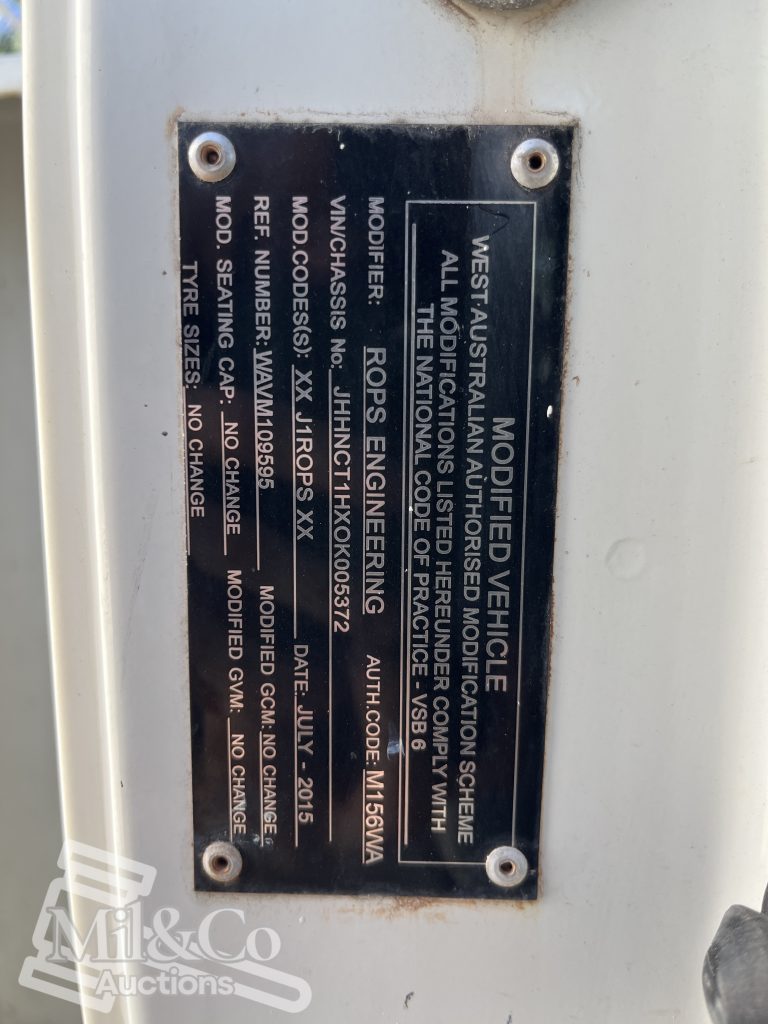 MODIFIED VEHICLE
WEST AUSTRALIAN AUTHORISED MODIFICATION SCHEME
ALL MODIFICATIONS LISTED HEREUNDER COMPLY WITH
THE NATIONAL CODE OF PRACTICE - VSB 6
MODIFIER: ROPS ENGINEERING AUTH.CODE: M156WA
VIN/CHASSIS No: JHHNCT1HXOK005372
MOD.CODES(s): XX J1ROPS XX DATE: JULY - 2015
REF. NUMBER: WAVM109595 MODIFIED GCM: NO CHANGE
MOD. SEATING CAP: NO CHANGE MODIFIED GVM: NO CHANGE
TYRE SIZES: NO CHANGE
Mil&Co
Auctions